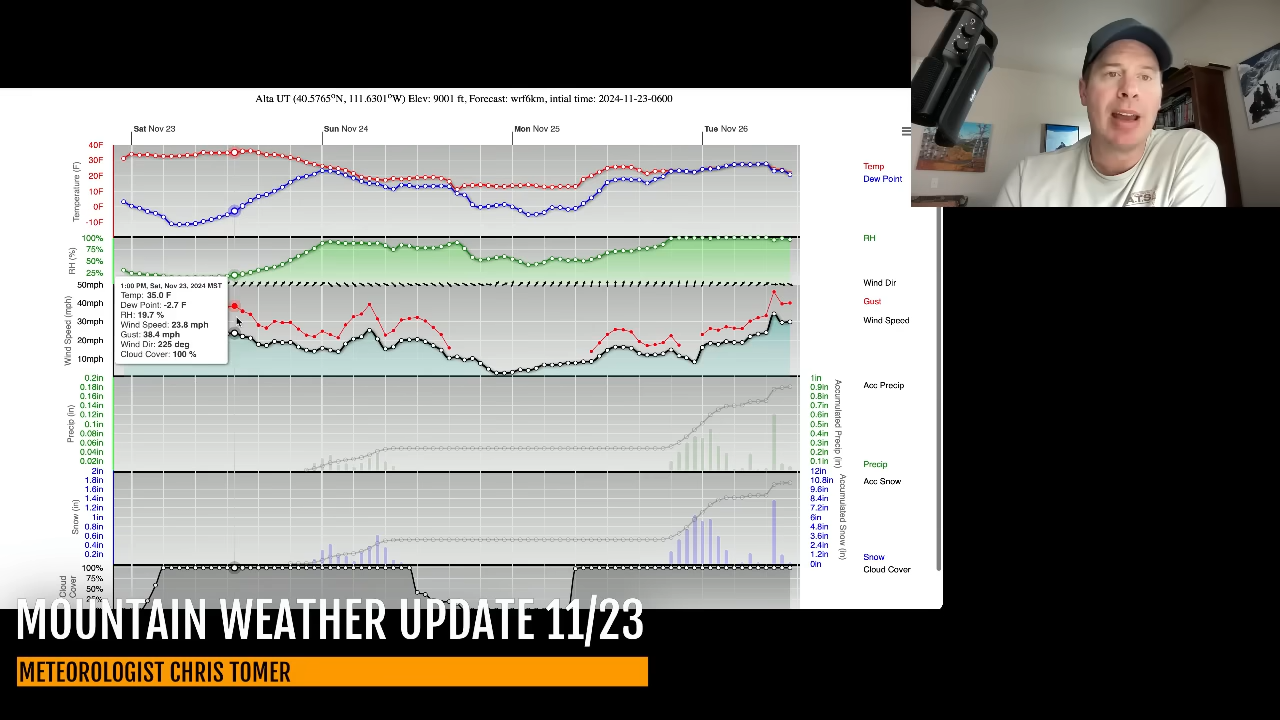 Alta UT (40.5765°N, 111.6301°W) Elev: 9001 ft, Forecast: wrf6km, intial time: 2024-11-23-0600
Sat Nov 23
Sun Nov 24
Mon Nov 25
Tue Nov 26
Temperature (F)
40F
30F
20F
10F
0F
-10F
Temp
Dew Point
RH (%)
100%
75%
50%
25%
RH
Wind Speed (mph)
50mph
40mph
30mph
20mph
10mph
Wind Dir
Gust
Wind Speed
1:00 PM, Sat, Nov 23, 2024 MST
Temp: 35.0 F
Dew Point: -2.7 F
RH: 19.7 %
Wind Speed: 23.8 mph
Gust: 38.4 mph
Wind Dir: 225 deg
Cloud Cover: 100 %
Precip (in)
0.2in
0.18in
0.16in
0.14in
0.12in
0.1in
0.08in
0.06in
0.04in
0.02in
1in
0.9in
0.8in
0.7in
0.6in
0.5in
0.4in
0.3in
0.2in
0.1in
Accumulated Precip (in)
Acc Precip
Precip
Snow (in)
2in
1.8in
1.6in
1.4in
1.2in
1in
0.8in
0.6in
0.4in
0.2in
12in
10.8in
9.6in
8.4in
7.2in
6in
4.8in
3.6in
2.4in
1.2in
0in
Accumulated Snow (in)
Acc Snow
Snow
Cloud
Cover
100%
75%
50%
Cloud Cover
MOUNTAIN WEATHER UPDATE 11/23
METEOROLOGIST CHRIS TOMER